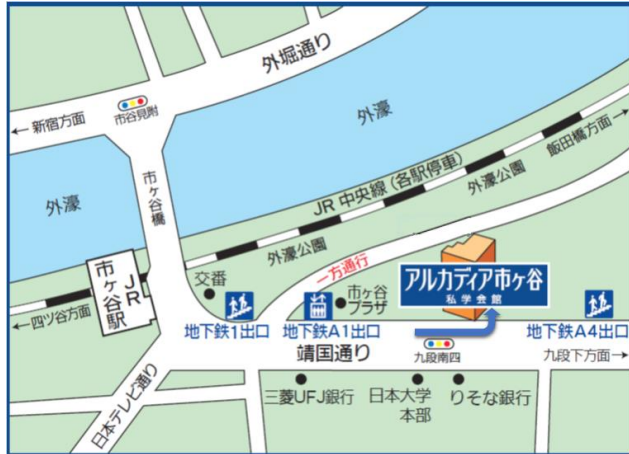 外堀通り
←新宿方面
市谷見附
外濠
飯田橋方面→
JR 中央線(各駅停車)
外濠公園
市ヶ谷橋
外濠
外濠公園
一方通行
JR
市ヶ谷駅
交番
市ヶ谷
プラザ
アルカディア市ヶ谷
私学会館
←四ツ谷方面
地下鉄1出口
地下鉄A1出口
地下鉄A4出口
靖国通り
九段南四
九段下方面→
日本テレビ通り
三菱UFJ銀行
日本大学
本部
りそな銀行